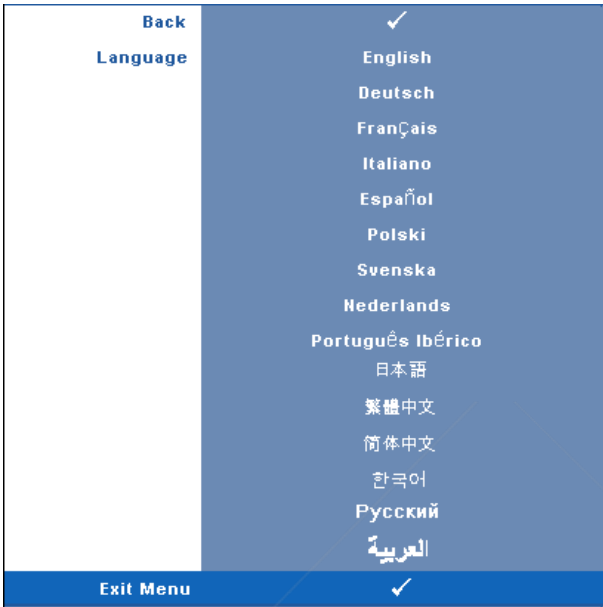 Back ✓
Language English
Deutsch
Français
Italiano
Español
Polski
Svenska
Nederlands
Português Ibérico
日本語
繁體中文
简体中文
한국어
Русский
العربية
Exit Menu ✓